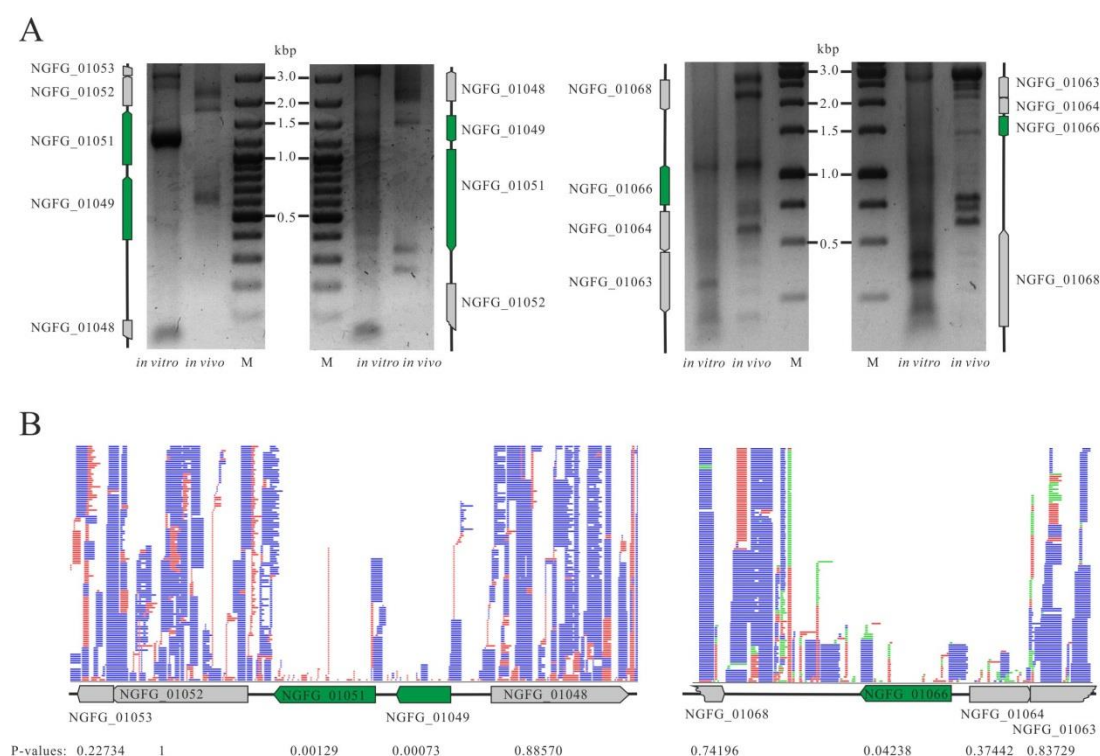 A
kbp
NGFG_01053
NGFG_01052
NGFG_01051
NGFG_01049
NGFG_01048
3.0
2.0
1.5
1.0
0.5
NGFG_01048
NGFG_01049
NGFG_01051
NGFG_01052
in vitro in vivo M M in vitro in vivo
kbp
NGFG_01068
NGFG_01066
NGFG_01064
NGFG_01063
3.0
2.0
1.5
1.0
0.5
NGFG_01063
NGFG_01064
NGFG_01066
NGFG_01068
in vitro in vivo M M in vitro in vivo
B
NGFG_01052 NGFG_01051 NGFG_01048 NGFG_01066
NGFG_01053 NGFG_01049 NGFG_01068 NGFG_01064
NGFG_01063
P-values: 0.22734 1 0.00129 0.00073 0.88570 0.74196 0.04238 0.37442 0.83729